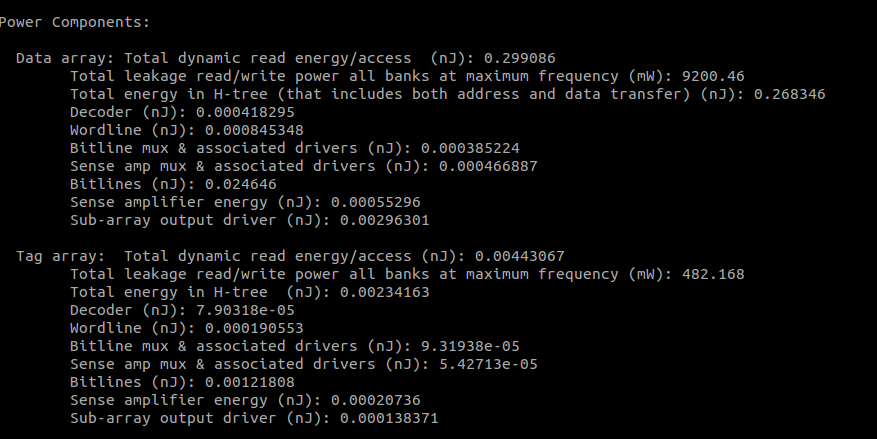 Power Components:
Data array: Total dynamic read energy/access  (nJ): 0.299086
Total leakage read/write power all banks at maximum frequency (mW): 9200.46
Total energy in H-tree (that includes both address and data transfer) (nJ): 0.268346
Decoder (nJ): 0.000418295
Wordline (nJ): 0.000845348
Bitline mux & associated drivers (nJ): 0.000385224
Sense amp mux & associated drivers (nJ): 0.000466887
Bitlines (nJ): 0.024646
Sense amplifier energy (nJ): 0.00055296
Sub-array output driver (nJ): 0.00296301
Tag array:  Total dynamic read energy/access (nJ): 0.00443067
Total leakage read/write power all banks at maximum frequency (mW): 482.168
Total energy in H-tree  (nJ): 0.00234163
Decoder (nJ): 7.90318e-05
Wordline (nJ): 0.000190553
Bitline mux & associated drivers (nJ): 9.31938e-05
Sense amp mux & associated drivers (nJ): 5.42713e-05
Bitlines (nJ): 0.00121808
Sense amplifier energy (nJ): 0.00020736
Sub-array output driver (nJ): 0.000138371